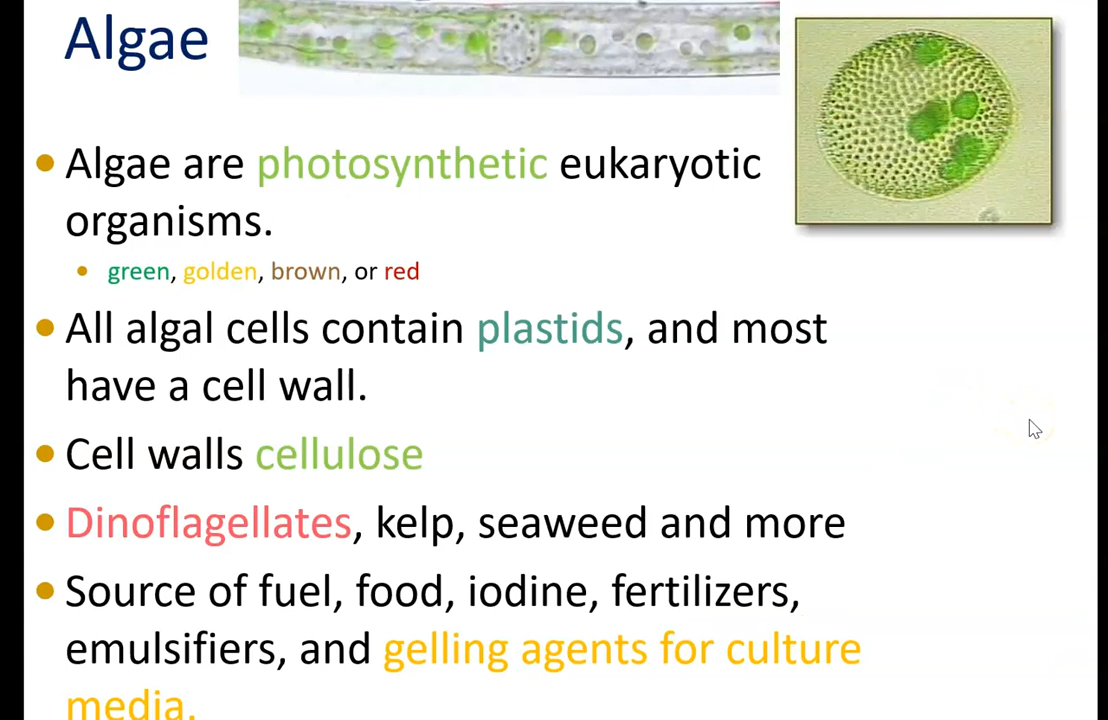 Algae
• Algae are photosynthetic eukaryotic
organisms.
• green, golden, brown, or red
• All algal cells contain plastids, and most
have a cell wall.
• Cell walls cellulose
• Dinoflagellates, kelp, seaweed and more
• Source of fuel, food, iodine, fertilizers,
emulsifiers, and gelling agents for culture
media.